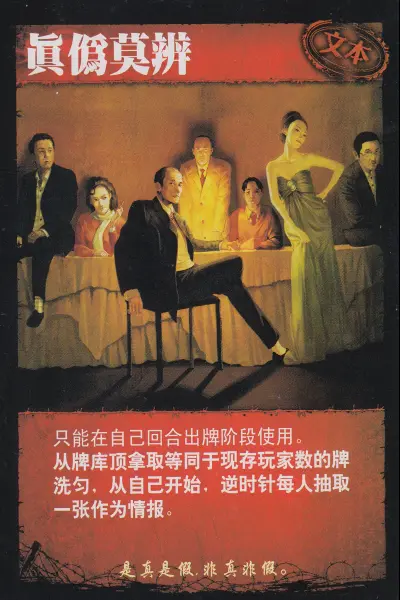 眞僞莫辨
文本
只能在自己回合出牌阶段使用。
从牌库顶拿取等同于现存玩家数的牌
洗匀，从自己开始，逆时针每人抽取
一张作为情报。
是真是假,非真非假。